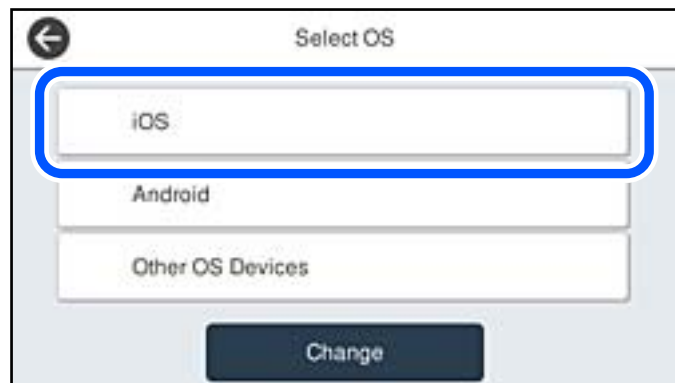 Select OS
iOS
Android
Other OS Devices
Change